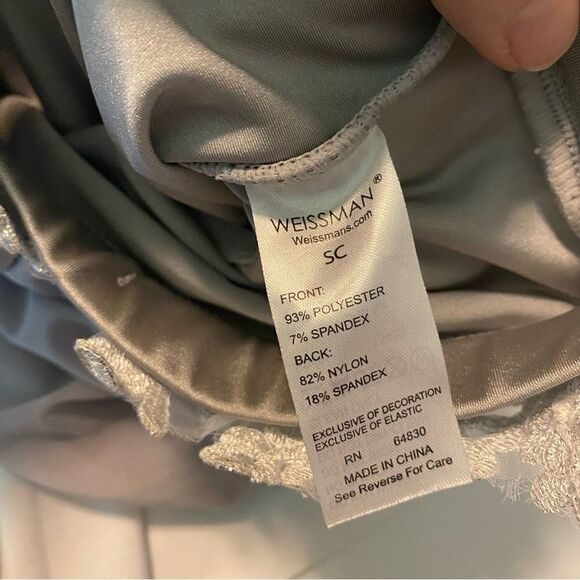 WEISSMAN®
Weissmans.com
SC
FRONT:
93% POLYESTER
7% SPANDEX
BACK:
82% NYLON
18% SPANDEX
EXCLUSIVE OF DECORATION
EXCLUSIVE OF ELASTIC
RN 64830
MADE IN CHINA
See Reverse For Care